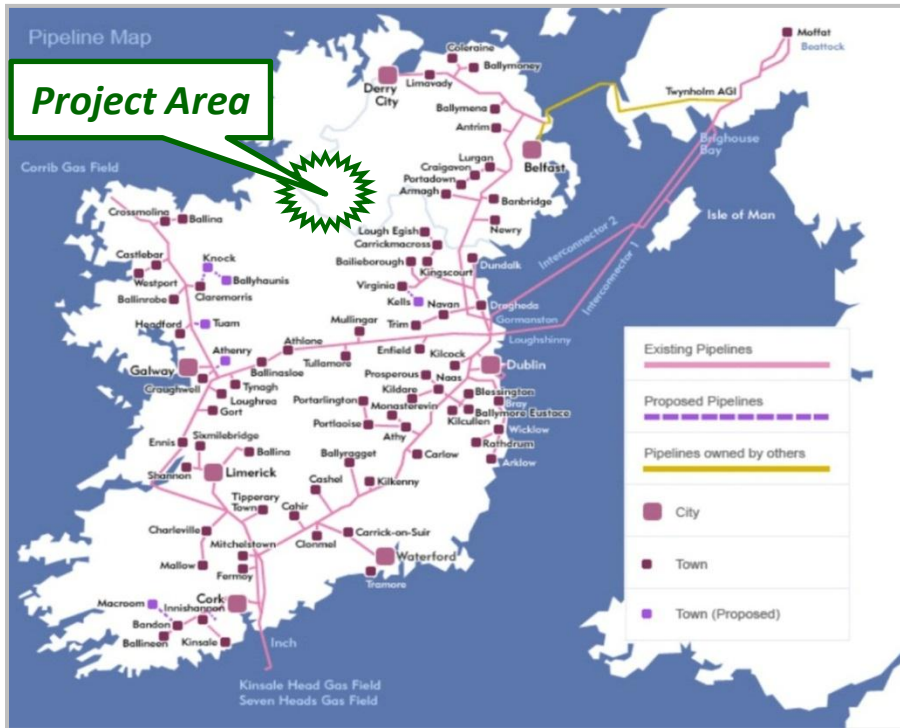 Pipeline Map
Project Area
Moffat
Beattock
Coleraine
Ballymoney
Limavady
Derry
City
Twynholm AGI
Ballymena
Antrim
Brighouse
Bay
Belfast
Lurgan
Craigavon
Portadown
Armagh
Banbridge
Newry
Isle of Man
Corrib Gas Field
Crossmolina
Ballina
Lough Egish
Carrickmacross
Bailieborough
Kingscourt
Dundalk
Interconnector 2
Interconnector 1
Castlebar
Knock
Westport
Ballyhaunis
Claremorris
Ballinrobe
Virginia
Kells
Navan
Drogheda
Gormanston
Trim
Loughshinny
Headford
Tuam
Mullingar
Athlone
Athenry
Galway
Ballinasloe
Tullamore
Enfield
Kilcock
Dublin
Craughwell
Tynagh
Loughrea
Gort
Prosperous
Naas
Kildare
Blessington
Portarlington
Monasterevin
Bray
Ballymore Eustace
Kilcullen
Portlaoise
Athy
Wicklow
Rathdrum
Arklow
Ennis
Sixmilebridge
Ballina
Shannon
Limerick
Ballyragget
Carlow
Cashel
Kilkenny
Tipperary
Town
Cahir
Charleville
Mitchelstown
Clonmel
Carrick-on-Suir
Waterford
Mallow
Fermoy
Tramore
Macroom
Innishannon
Cork
Bandon
Ballineen
Kinsale
Inch
Kinsale Head Gas Field
Seven Heads Gas Field
Existing Pipelines
Proposed Pipelines
Pipelines owned by others
City
Town
Town (Proposed)